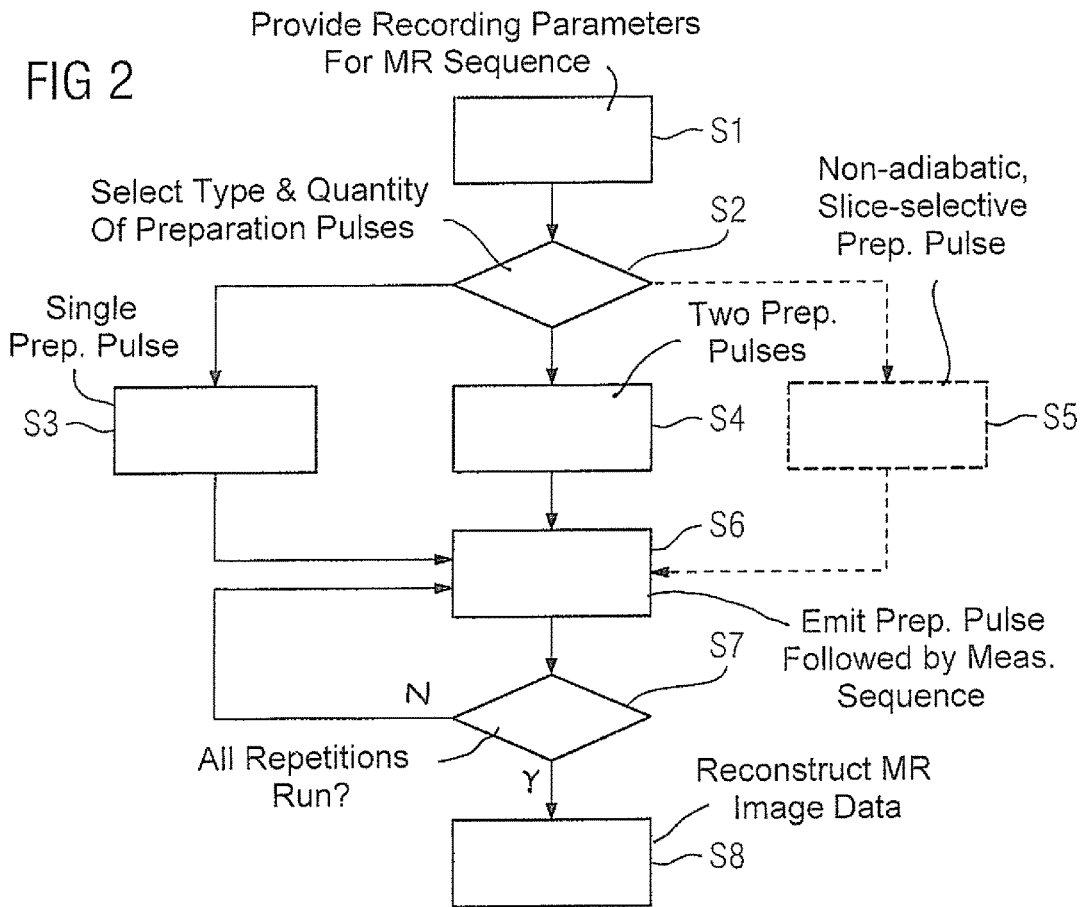 Provide Recording Parameters
For MR Sequence
FIG 2
S1
Select Type & Quantity
Of Preparation Pulses
S2
Non-adiabatic,
Slice-selective
Prep. Pulse
Single
Prep. Pulse
Two Prep.
Pulses
S3
S4
S5
S6
Emit Prep. Pulse
Followed by Meas.
Sequence
S7
N
All Repetitions
Run?
Y
Reconstruct MR
Image Data
S8